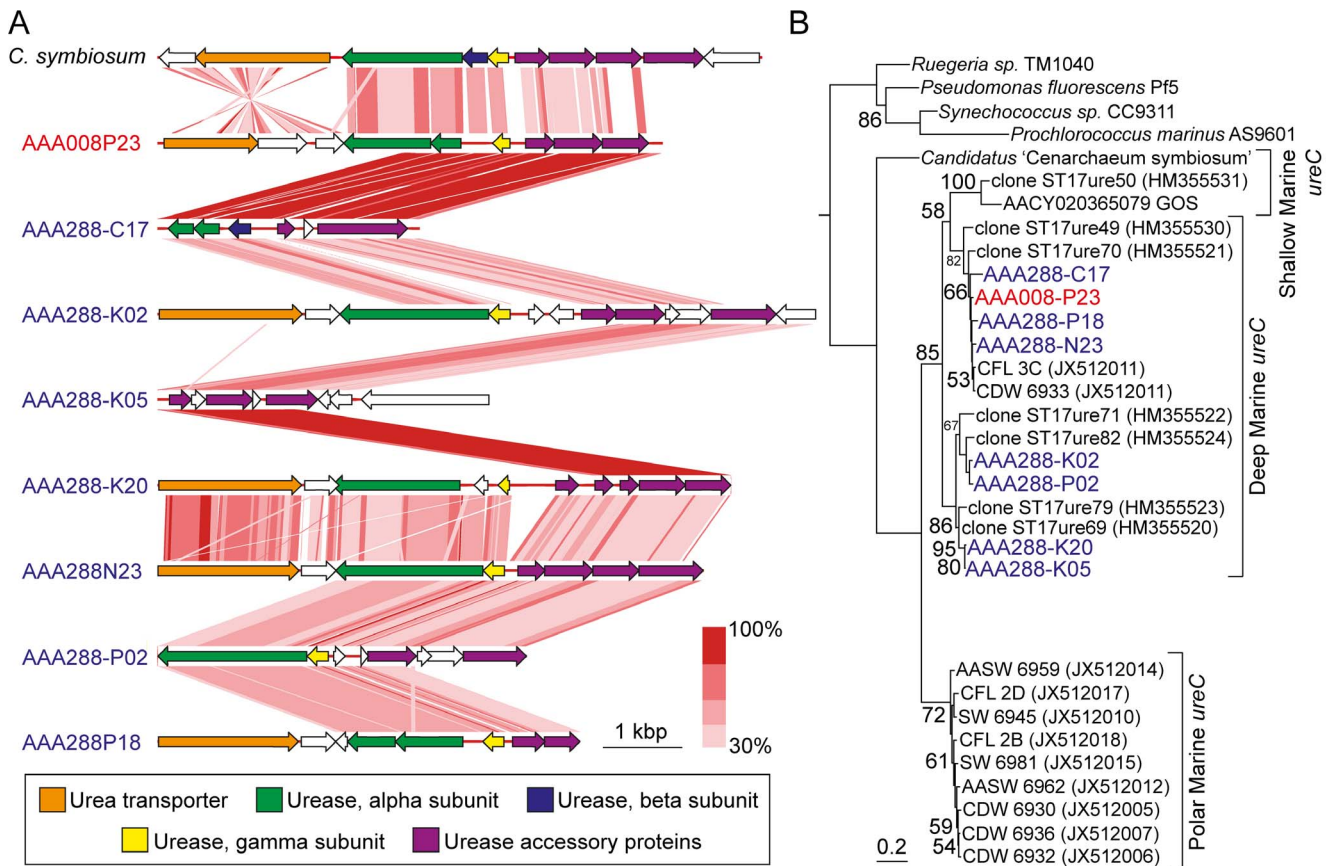 A
C. symbiosum
AAA008P23
AAA288-C17
AAA288-K02
AAA288-K05
AAA288-K20
AAA288N23
AAA288-P02
AAA288P18
100%
30%
1 kbp
Urea transporter
Urease, alpha subunit
Urease, beta subunit
Urease, gamma subunit
Urease accessory proteins
B
Ruegeria sp. TM1040
Pseudomonas fluorescens Pf5
Synechococcus sp. CC9311
86
Prochlorococcus marinus AS9601
Candidatus 'Cenarchaeum symbiosum'
100
clone ST17ure50 (HM355531)
AACY020365079 GOS
58
clone ST17ure49 (HM355530)
clone ST17ure70 (HM355521)
82
AAA288-C17
66
AAA008-P23
AAA288-P18
AAA288-N23
85
CFL 3C (JX512011)
53
CDW 6933 (JX512011)
clone ST17ure71 (HM355522)
67
clone ST17ure82 (HM355524)
AAA288-K02
AAA288-P02
clone ST17ure79 (HM355523)
86
clone ST17ure69 (HM355520)
95
AAA288-K20
80
AAA288-K05
AASW 6959 (JX512014)
CFL 2D (JX512017)
72
SW 6945 (JX512010)
CFL 2B (JX512018)
61
SW 6981 (JX512015)
AASW 6962 (JX512012)
CDW 6930 (JX512005)
59
CDW 6936 (JX512007)
54
CDW 6932 (JX512006)
0.2
Shallow Marine
ureC
Deep Marine ureC
Polar Marine ureC